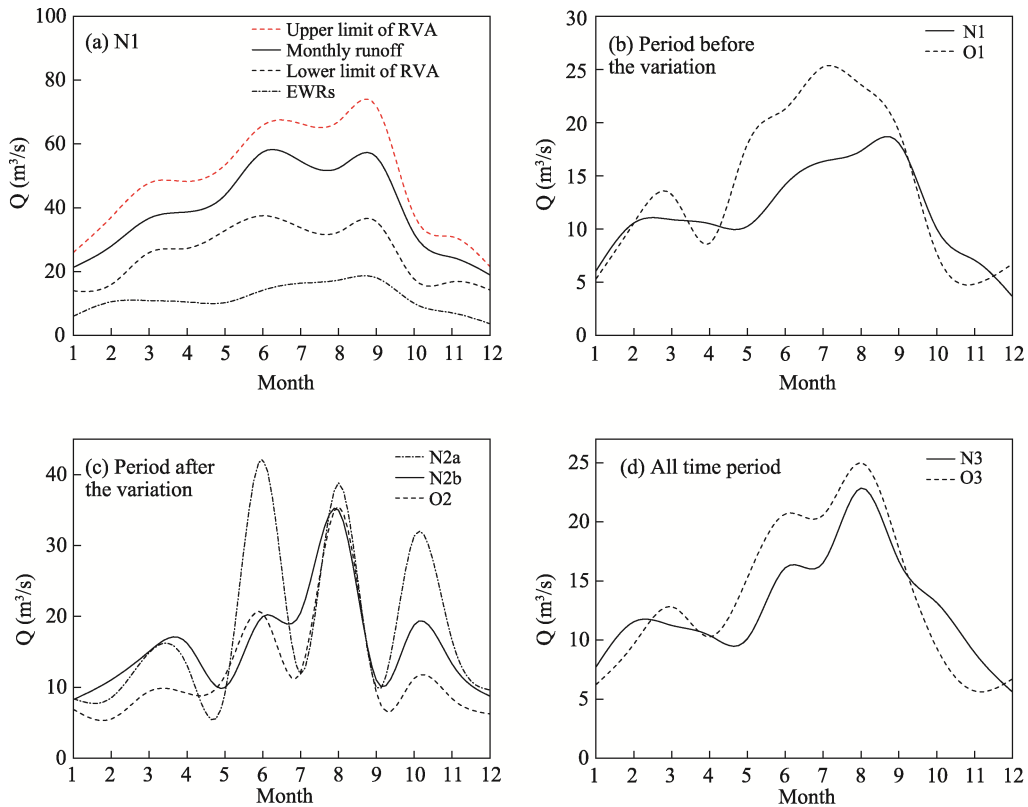 (a) N1
Upper limit of RVA
Monthly runoff
Lower limit of RVA
EWRs
100
80
60
40
20
0
Q (m³/s)
1 2 3 4 5 6 7 8 9 10 11 12
Month
(b) Period before
the variation
N1
O1
30
25
20
15
10
5
0
Q (m³/s)
1 2 3 4 5 6 7 8 9 10 11 12
Month
(c) Period after
the variation
N2a
N2b
O2
40
30
20
10
0
Q (m³/s)
1 2 3 4 5 6 7 8 9 10 11 12
Month
(d) All time period
N3
O3
25
20
15
10
5
0
Q (m³/s)
1 2 3 4 5 6 7 8 9 10 11 12
Month